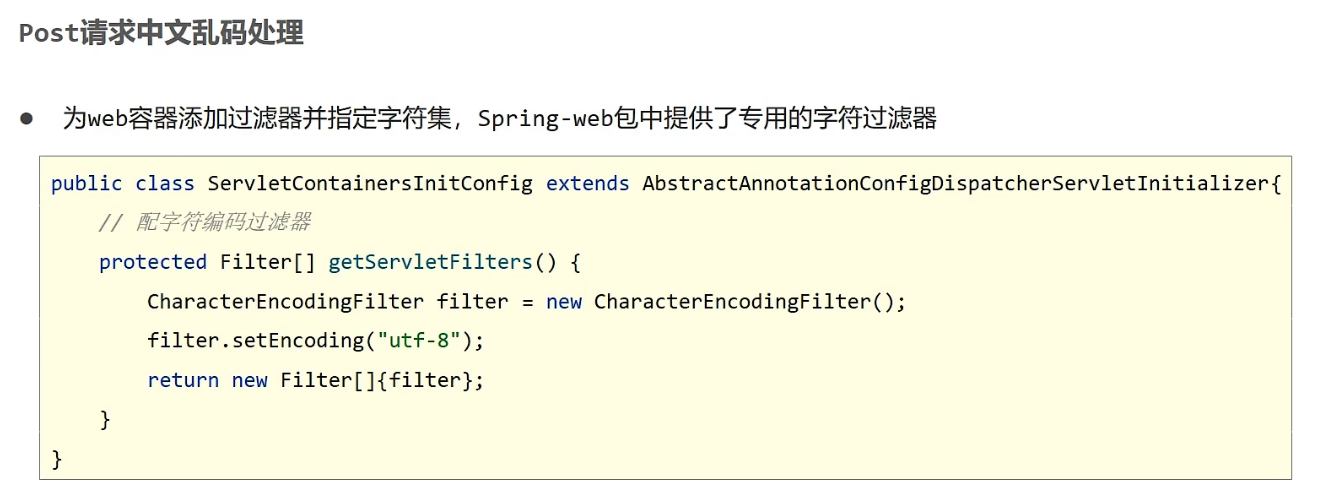 Post请求中文乱码处理
● 为web容器添加过滤器并指定字符集，Spring-web包中提供了专用的字符过滤器
public class ServletContainersInitConfig extends AbstractAnnotationConfigDispatcherServletInitializer{
    // 配字符编码过滤器
    protected Filter[] getServletFilters() {
        CharacterEncodingFilter filter = new CharacterEncodingFilter();
        filter.setEncoding("utf-8");
        return new Filter[]{filter};
    }
}